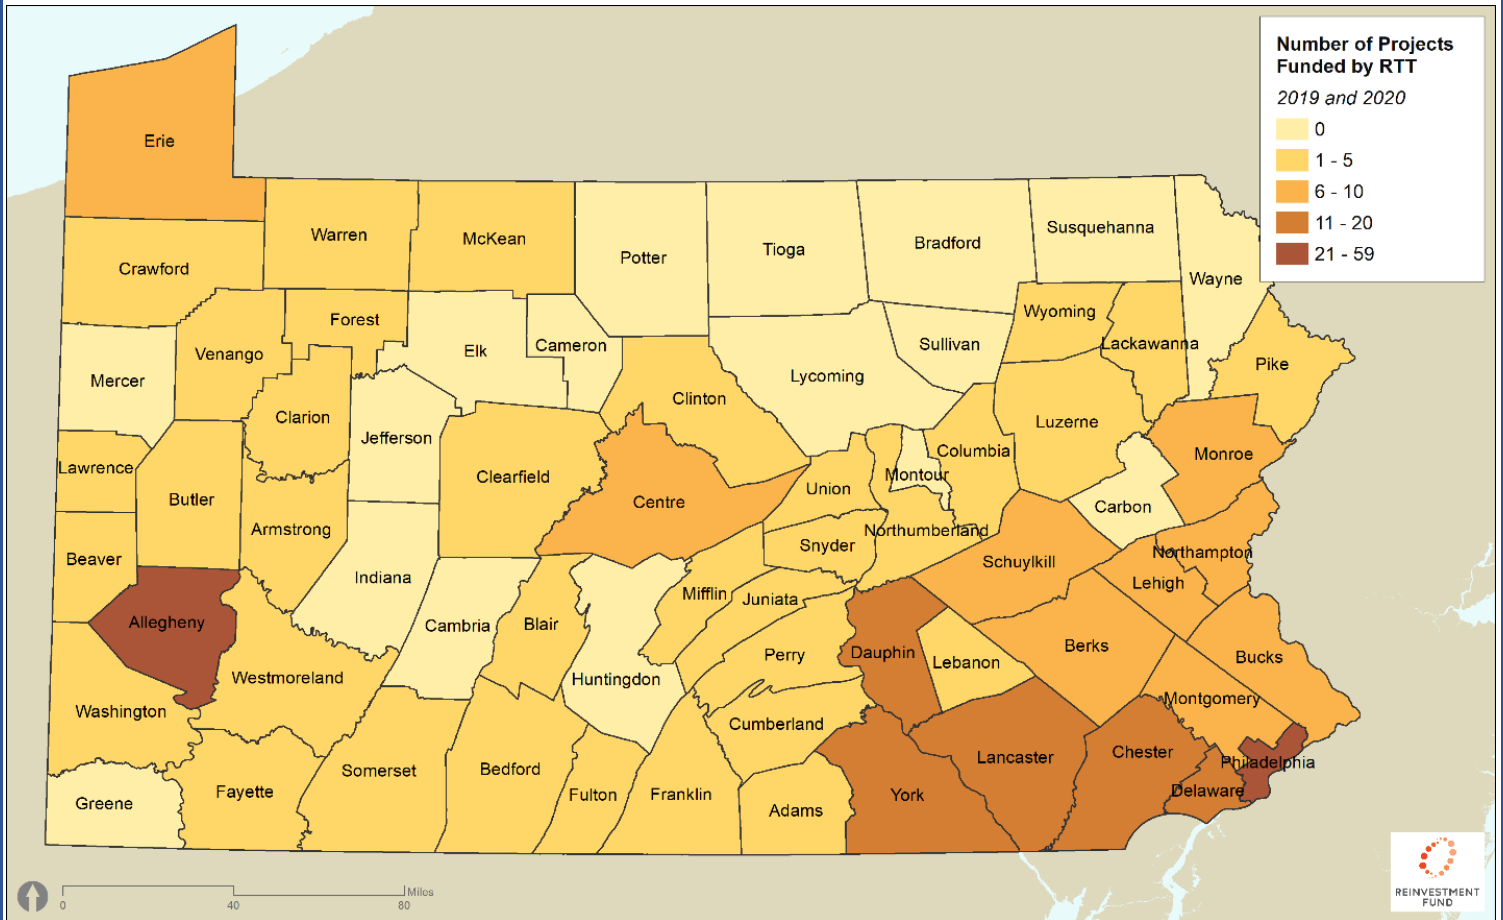 Number of Projects
Funded by RTT
2019 and 2020
0
1 - 5
6 - 10
11 - 20
21 - 59
Erie
Crawford
Warren
McKean
Potter
Tioga
Bradford
Susquehanna
Wayne
Forest
Venango
Elk
Cameron
Mercer
Clarion
Jefferson
Clinton
Lycoming
Sullivan
Wyoming
Lackawanna
Pike
Luzerne
Columbia
Montour
Monroe
Lawrence
Butler
Armstrong
Clearfield
Centre
Union
Snyder
Northumberland
Carbon
Schuylkill
Northampton
Lehigh
Beaver
Indiana
Allegheny
Cambria
Blair
Mifflin
Juniata
Perry
Dauphin
Lebanon
Berks
Bucks
Westmoreland
Huntingdon
Washington
Cumberland
Montgomery
Greene
Fayette
Somerset
Bedford
Fulton
Franklin
Adams
York
Lancaster
Chester
Delaware
Philadelphia
Miles
0
40
80
REINVESTMENT
FUND